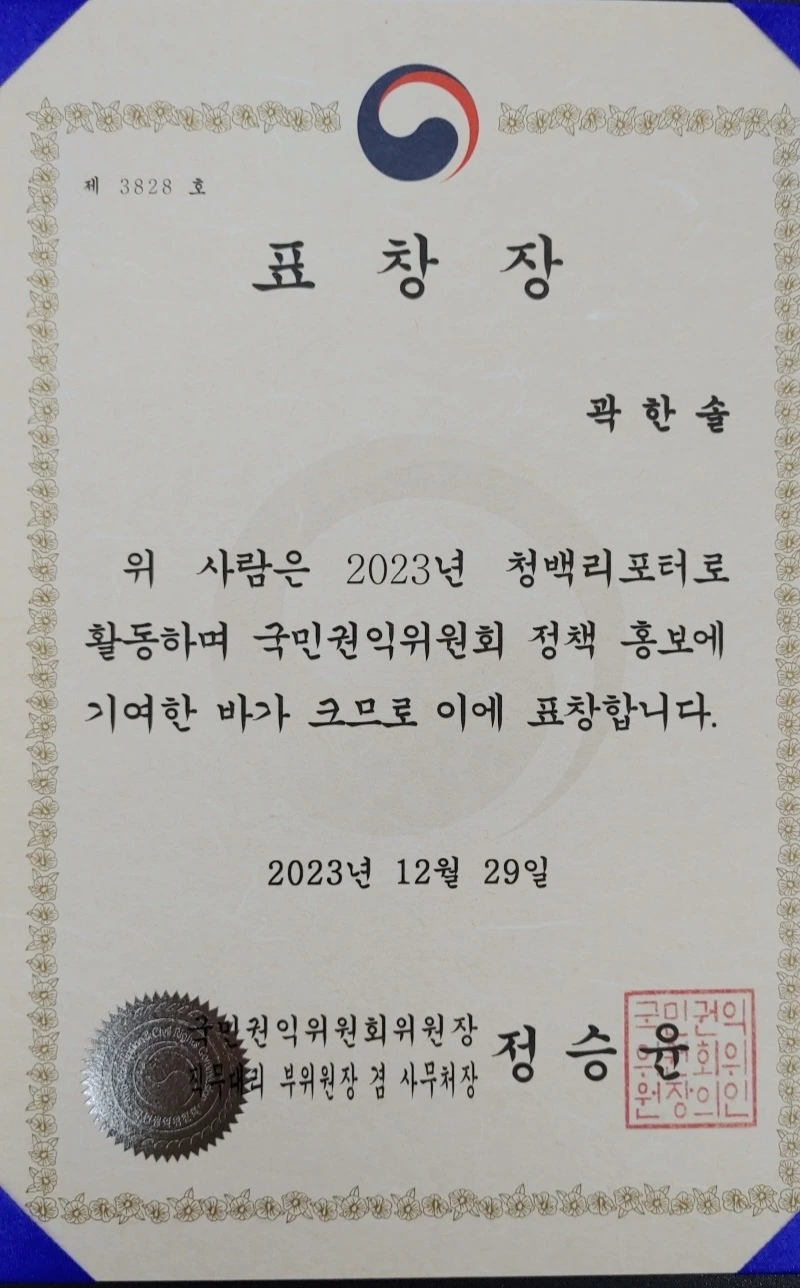 제 3828 호
표 창 장
곽 한 솔
위 사람은 2023년 청백리포터로
활동하며 국민권익위원회 정책 홍보에
기여한 바가 크므로 이에 표창합니다.
2023년 12월 29일
국민권익위원회위원장
직무대리 부위원장 겸 사무처장
정 승 윤
국민권익
위원회위
원장의인